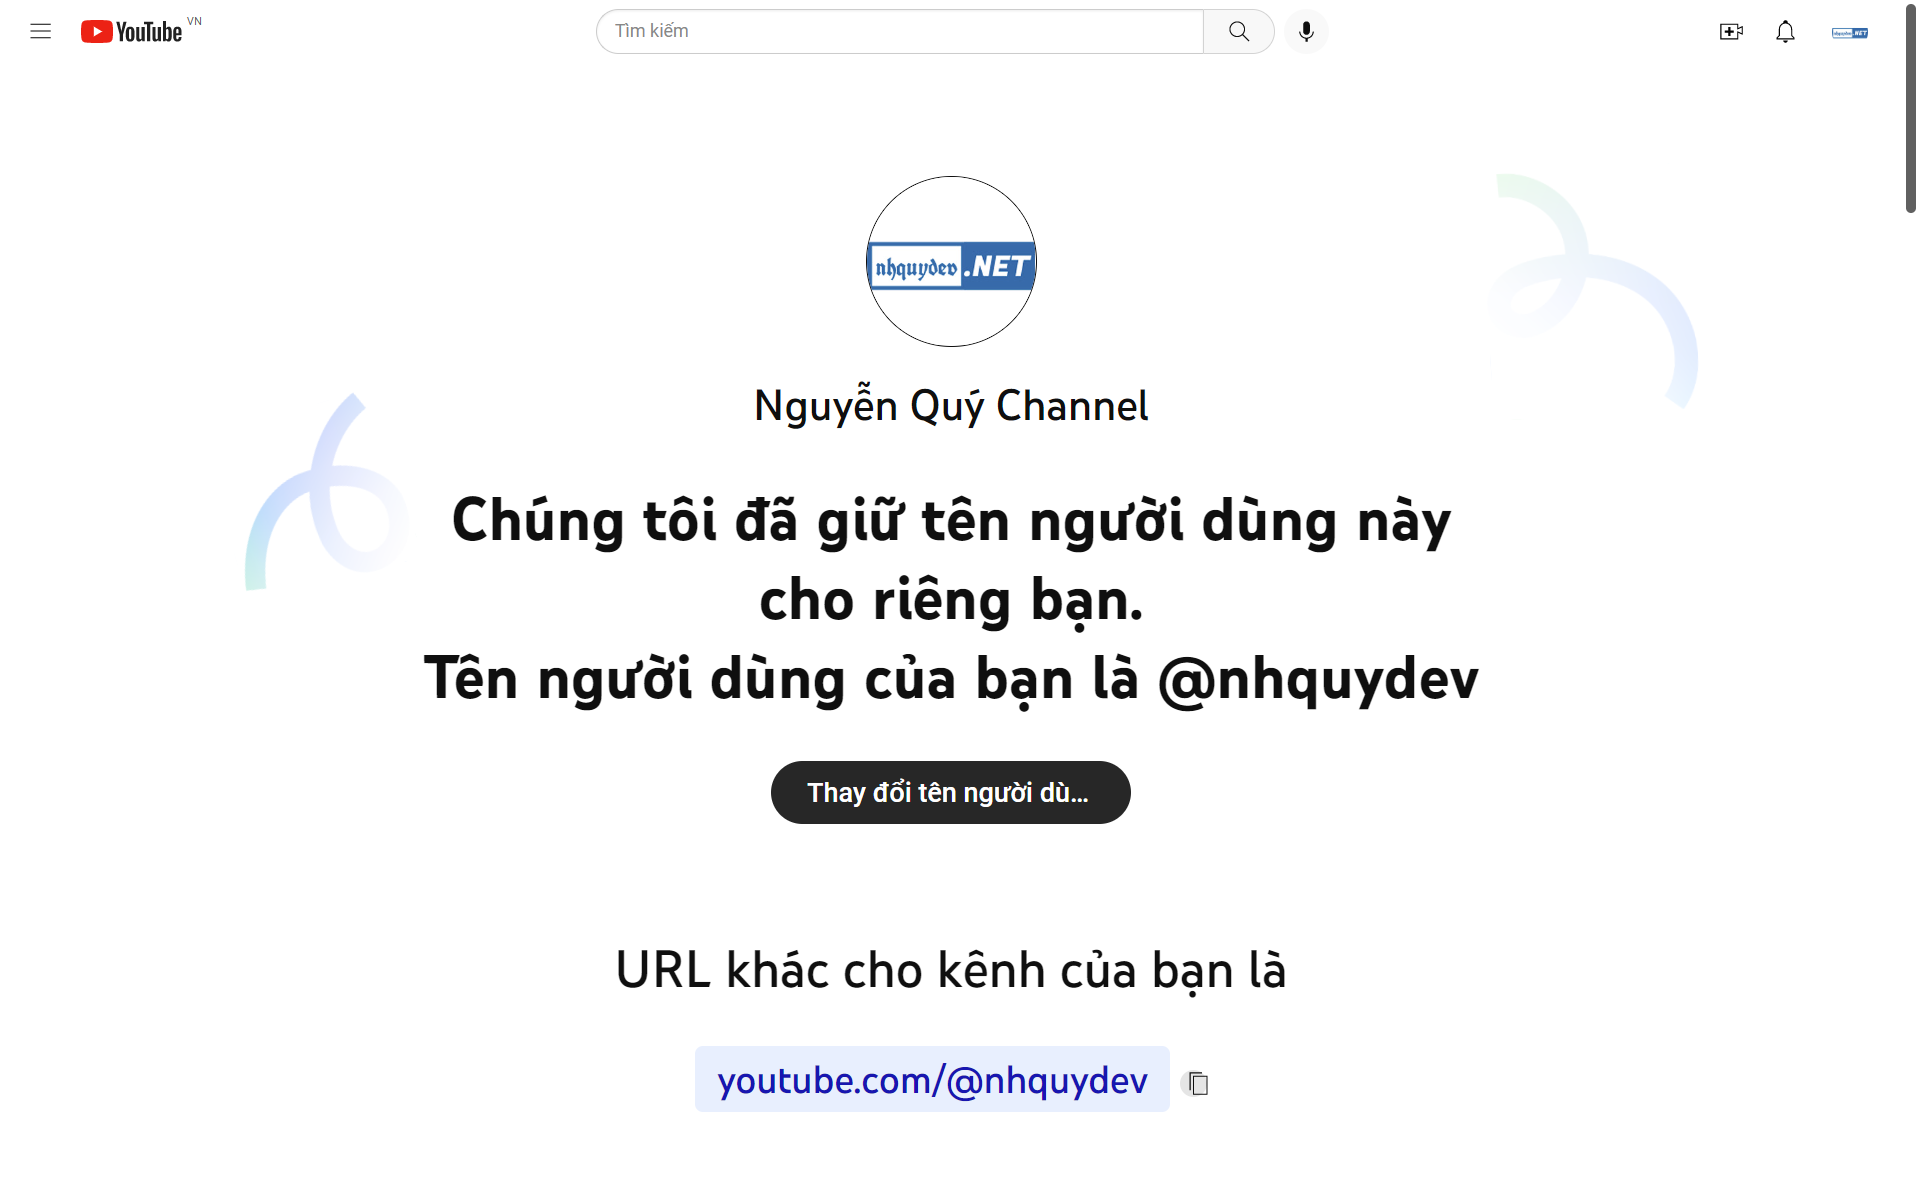 YouTube VN
Tìm kiếm
nhquydev.NET
nhquydev.NET
Nguyễn Quý Channel
Chúng tôi đã giữ tên người dùng này
cho riêng bạn.
Tên người dùng của bạn là @nhquydev
Thay đổi tên người dù...
URL khác cho kênh của bạn là
youtube.com/@nhquydev